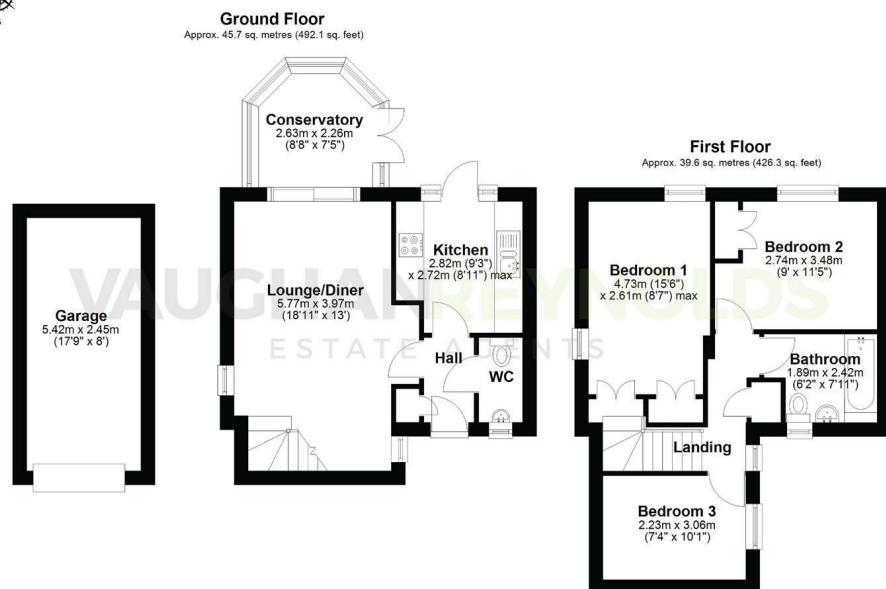 Ground Floor
Approx. 45.7 sq. metres (492.1 sq. feet)
Conservatory
2.63m x 2.26m
(8'8" x 7'5")
First Floor
Approx. 39.6 sq. metres (426.3 sq. feet)
Kitchen
2.82m (9'3")
x 2.72m (8'11") max
Lounge/Diner
5.77m x 3.97m
(18'11" x 13')
Garage
5.42m x 2.45m
(17'9" x 8')
Hall
WC
Bedroom 1
4.73m (15'6")
x 2.61m (8'7") max
Bedroom 2
2.74m x 3.48m
(9' x 11'5")
Bathroom
1.89m x 2.42m
(6'2" x 7'11")
Landing
Bedroom 3
2.23m x 3.06m
(7'4" x 10'1")
VAUGHANREYNOLDS
ESTATE AGENTS